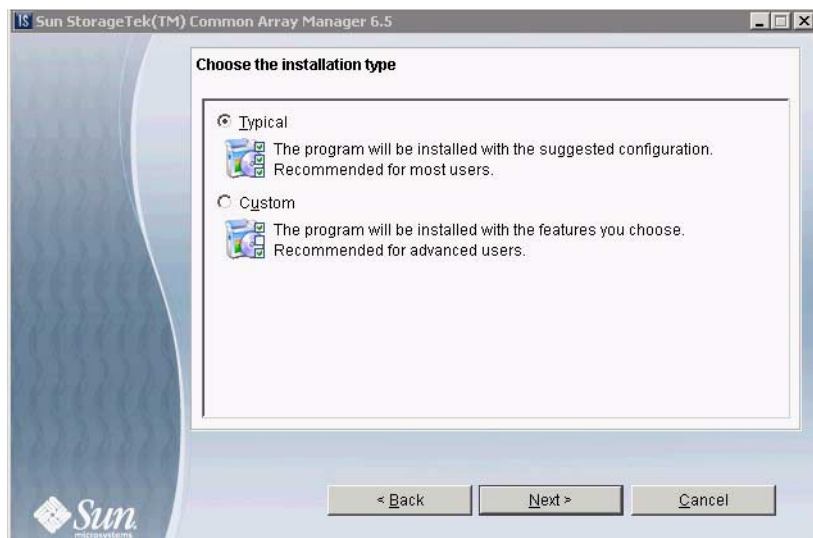 Sun StorageTek(TM) Common Array Manager 6.5
Choose the installation type
Typical
The program will be installed with the suggested configuration.
Recommended for most users.
Custom
The program will be installed with the features you choose.
Recommended for advanced users.
< Back
Next >
Cancel
Sun
microsystems